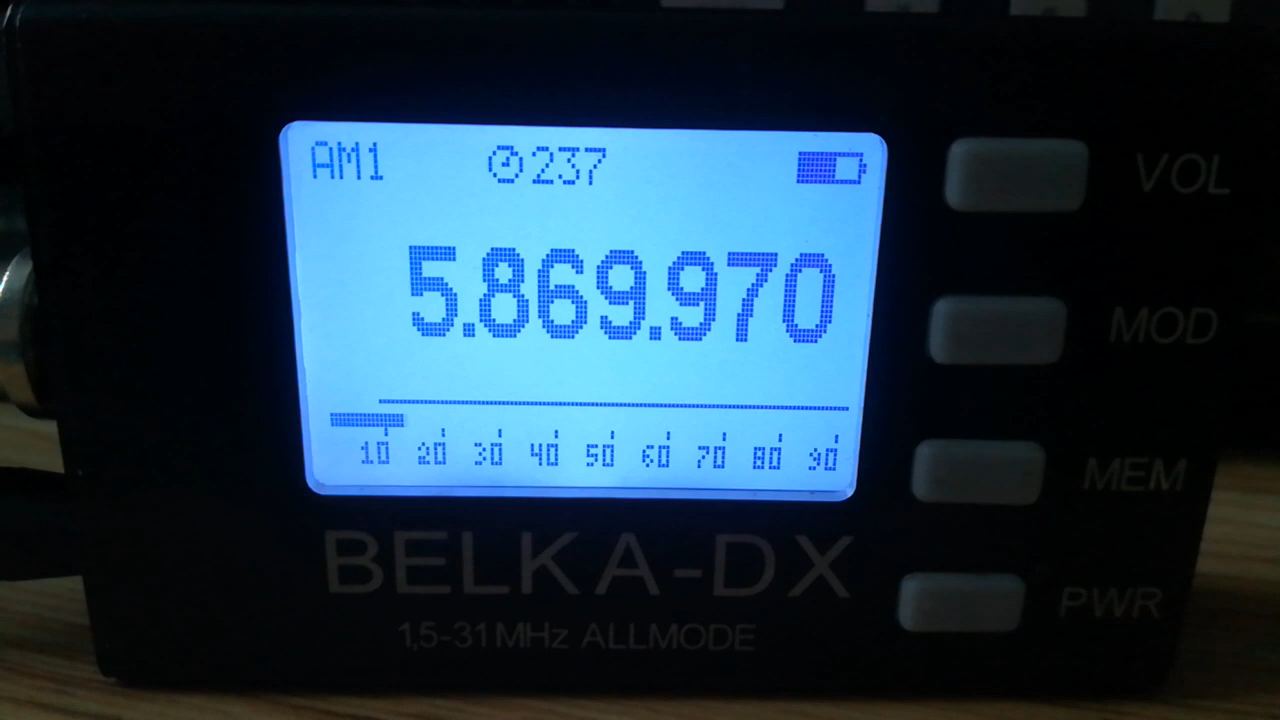 AM1 237
5.869.970
10 20 30 40 50 60 70 80 90
BELKA-DX
1,5-31MHz ALLMODE
VOL
MOD
MEM
PWR